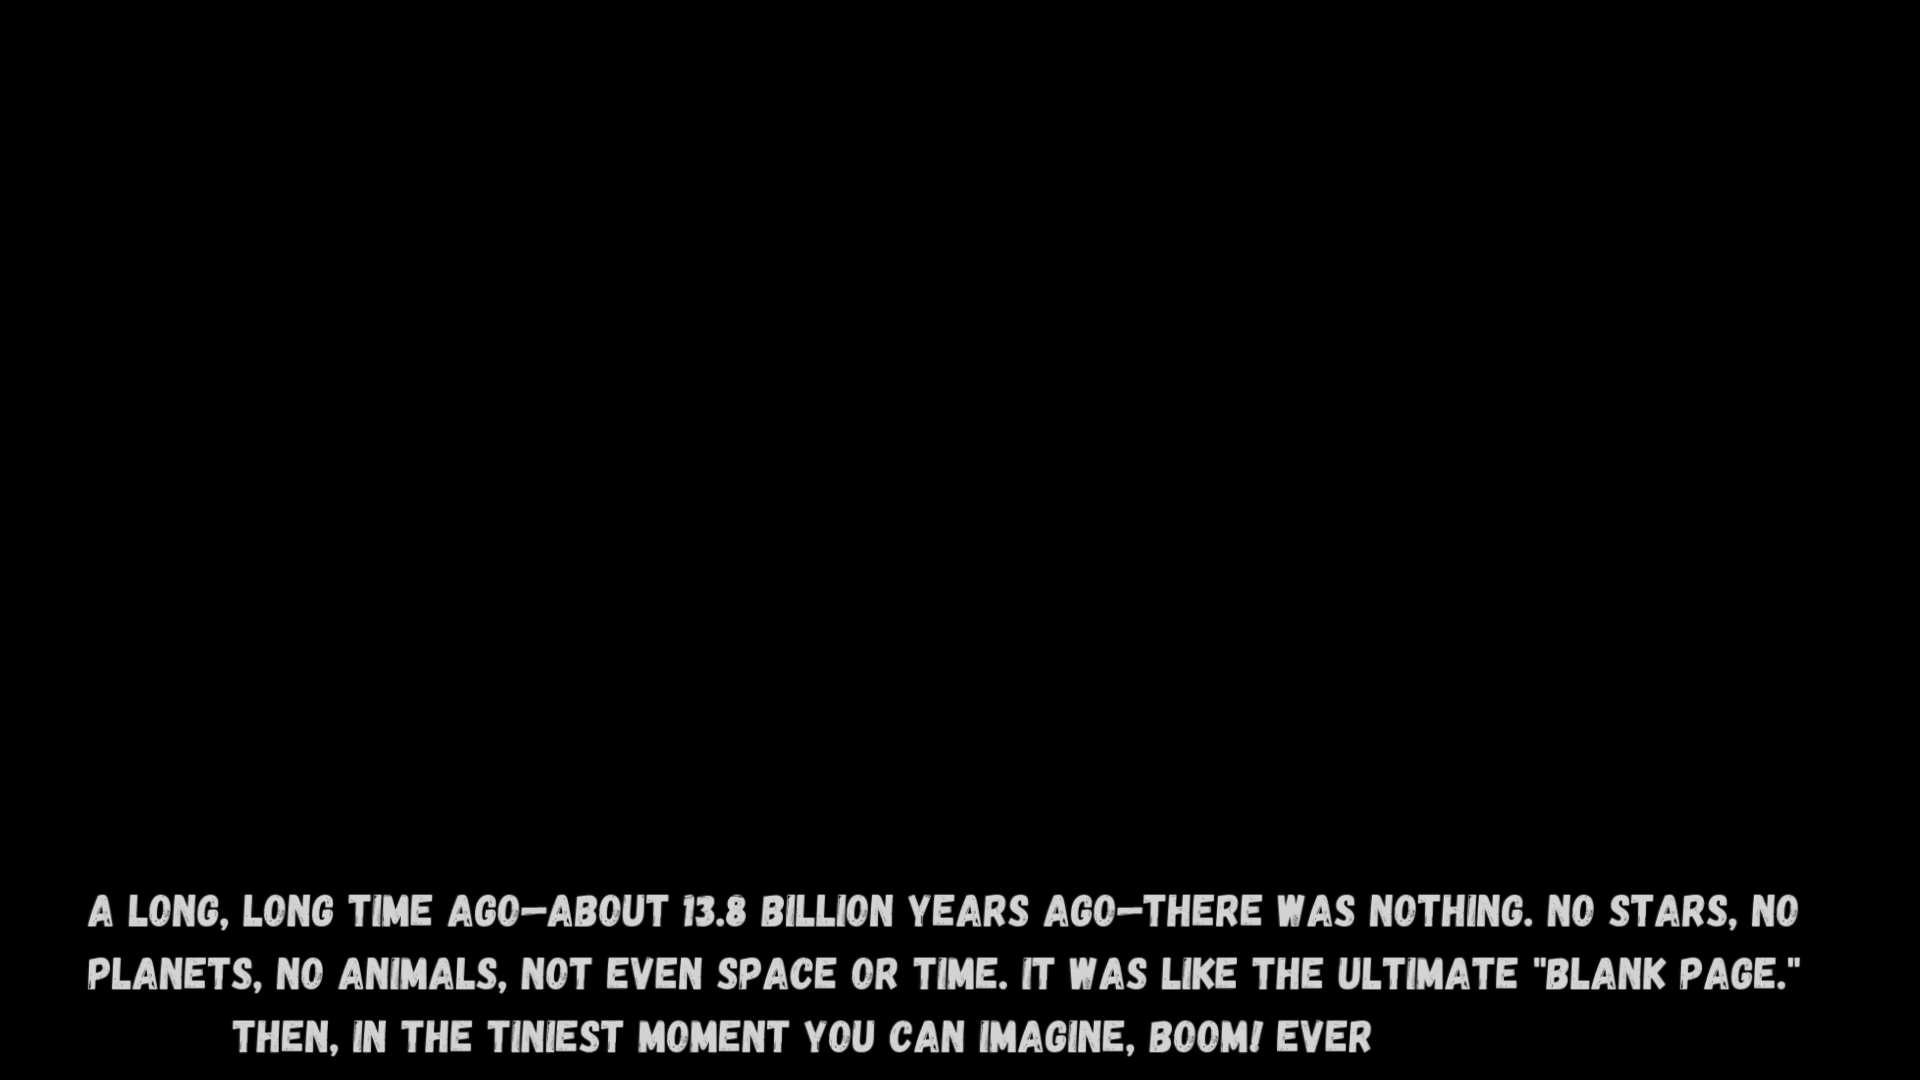 A LONG, LONG TIME AGO—ABOUT 13.8 BILLION YEARS AGO—THERE WAS NOTHING. NO STARS, NO
PLANETS, NO ANIMALS, NOT EVEN SPACE OR TIME. IT WAS LIKE THE ULTIMATE "BLANK PAGE."
THEN, IN THE TINIEST MOMENT YOU CAN IMAGINE, BOOM! EVER